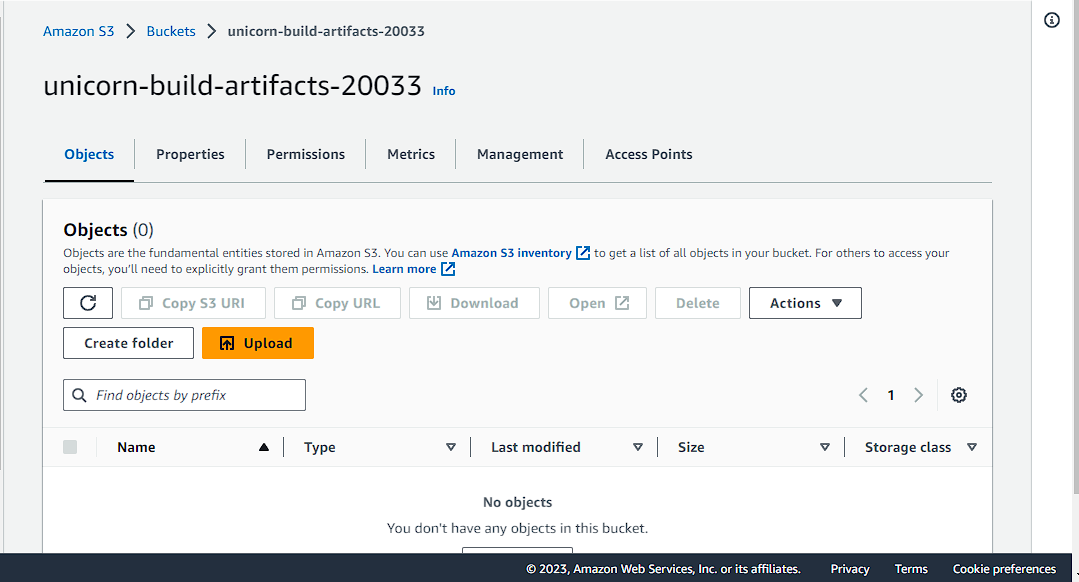 Amazon S3 > Buckets > unicorn-build-artifacts-20033
unicorn-build-artifacts-20033 Info
Objects Properties Permissions Metrics Management Access Points
Objects (0)
Objects are the fundamental entities stored in Amazon S3. You can use Amazon S3 inventory to get a list of all objects in your bucket. For others to access your
objects, you'll need to explicitly grant them permissions. Learn more
Copy S3 URI Copy URL Download Open Delete Actions
Create folder Upload
Find objects by prefix 1
Name Type Last modified Size Storage class
No objects
You don't have any objects in this bucket.
© 2023, Amazon Web Services, Inc. or its affiliates. Privacy Terms Cookie preferences